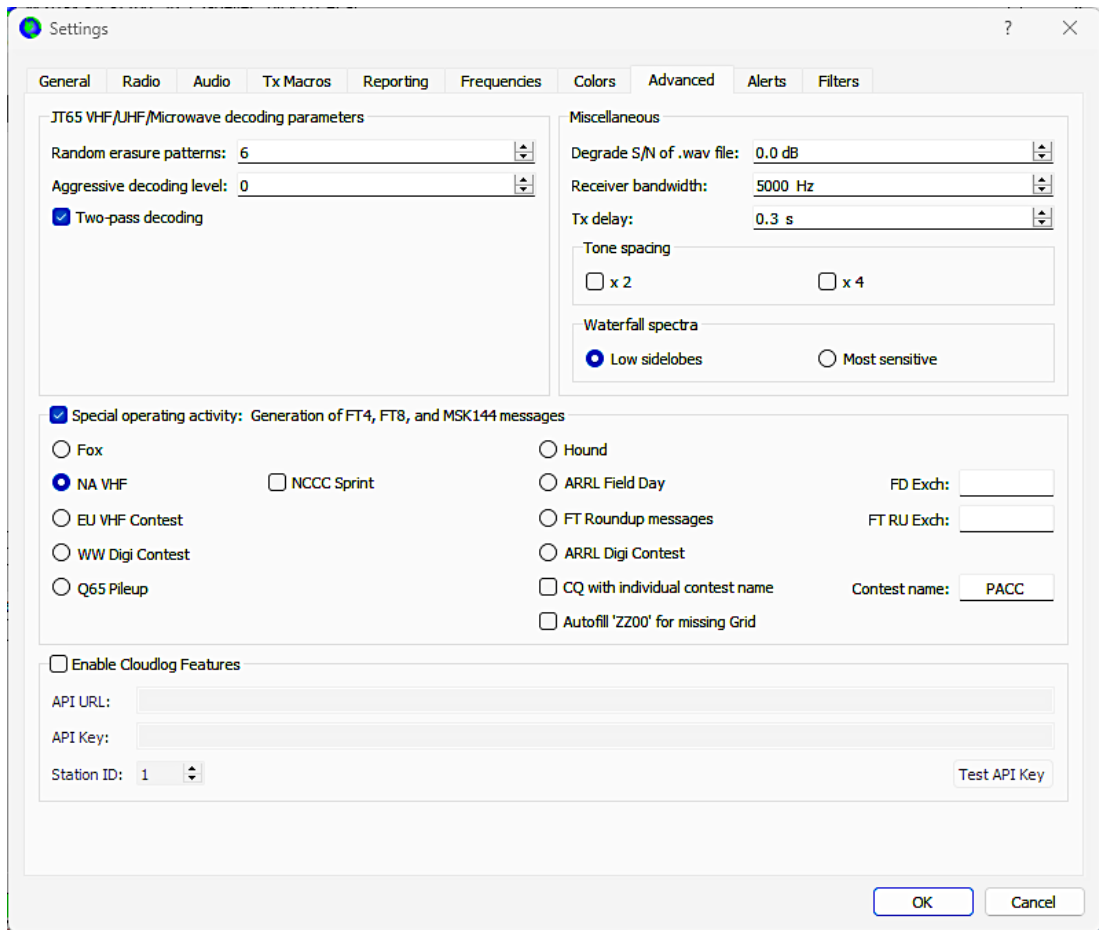 Settings
General Radio Audio Tx Macros Reporting Frequencies Colors Advanced Alerts Filters
JT65 VHF/UHF/Microwave decoding parameters
Random erasure patterns: 6
Aggressive decoding level: 0
Two-pass decoding
Miscellaneous
Degrade S/N of .wav file: 0.0 dB
Receiver bandwidth: 5000 Hz
Tx delay: 0.3 s
Tone spacing
x 2 x 4
Waterfall spectra
Low sidelobes Most sensitive
Special operating activity: Generation of FT4, FT8, and MSK144 messages
Fox Hound
NA VHF NCCC Sprint ARRL Field Day FD Exch:
EU VHF Contest FT Roundup messages FT RU Exch:
WW Digi Contest ARRL Digi Contest
Q65 Pileup CQ with individual contest name Contest name: PACC
Autofill 'ZZ00' for missing Grid
Enable Cloudlog Features
API URL:
API Key:
Station ID: 1 Test API Key
OK Cancel